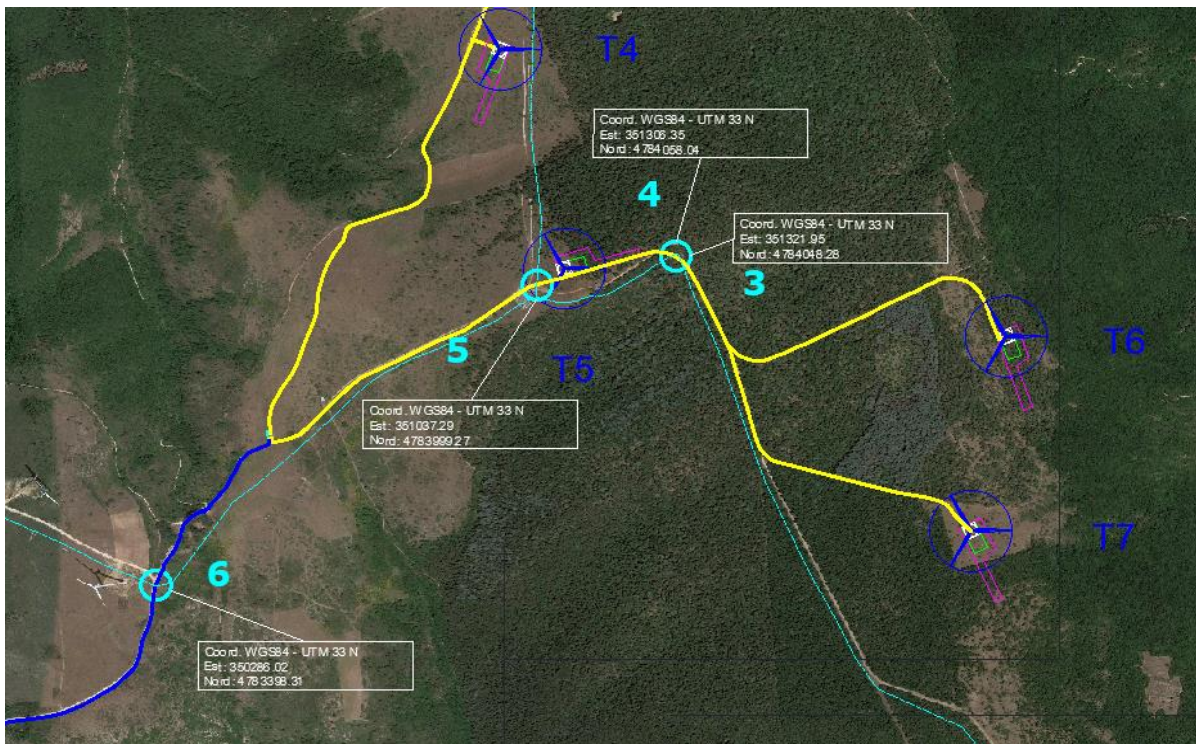 T4
Coord. WGS84 - UTM 33 N
Est: 351306.35
Nord: 4784058.04
4
Coord. WGS84 - UTM 33 N
Est: 351321.95
Nord: 4784048.28
3
T6
5
T5
Coord. WGS84 - UTM 33 N
Est: 351037.29
Nord: 4783999.27
T7
6
Coord. WGS84 - UTM 33 N
Est: 350286.02
Nord: 4783398.31